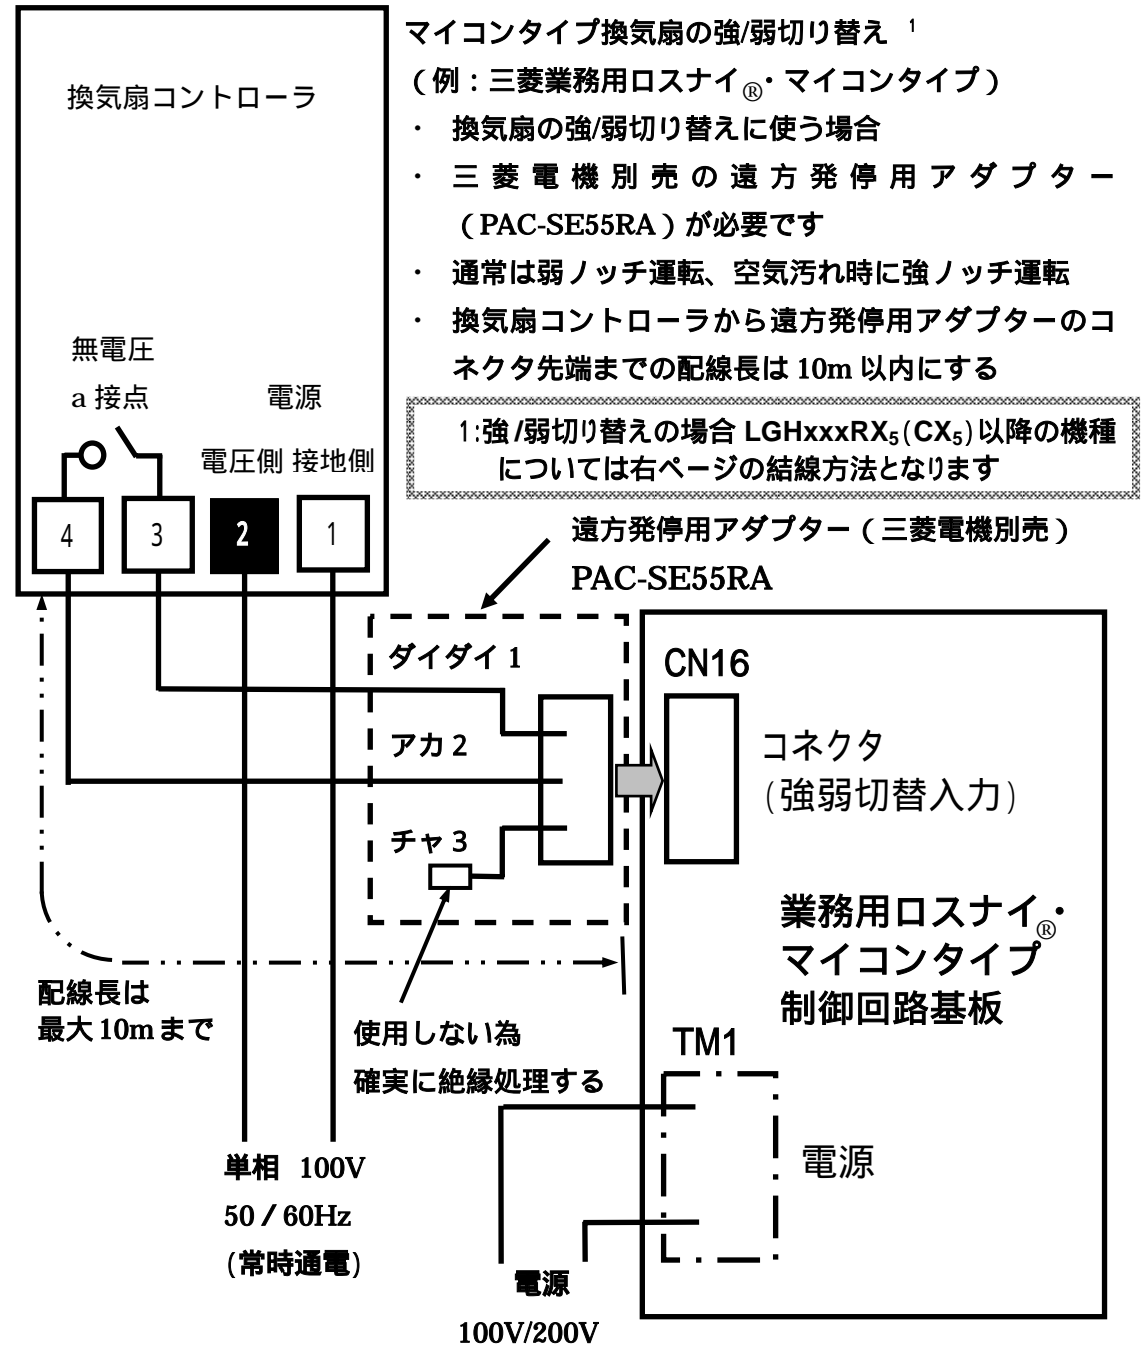 マイコンタイプ換気扇の強/弱切り替え 1
（例：三菱業務用ロスナイ®・マイコンタイプ）
・ 換気扇の強/弱切り替えに使う場合
・ 三菱電機別売の遠方発停用アダプター
（PAC-SE55RA）が必要です
・ 通常は弱ノッチ運転、空気汚れ時に強ノッチ運転
・ 換気扇コントローラから遠方発停用アダプターのコ
ネクタ先端までの配線長は 10m 以内にする
1:強/弱切り替えの場合 LGHxxxRX5(CX5)以降の機種
については右ページの結線方法となります
換気扇コントローラ
無電圧
a 接点
電源
電圧側 接地側
4 3 2 1
遠方発停用アダプター（三菱電機別売）
PAC-SE55RA
ダイダイ 1
アカ 2
チャ 3
CN16
コネクタ
(強弱切替入力)
業務用ロスナイ®・
マイコンタイプ
制御回路基板
配線長は
最大 10m まで
使用しない為
確実に絶縁処理する
TM1
電源
単相 100V
50／60Hz
(常時通電)
電源
100V/200V